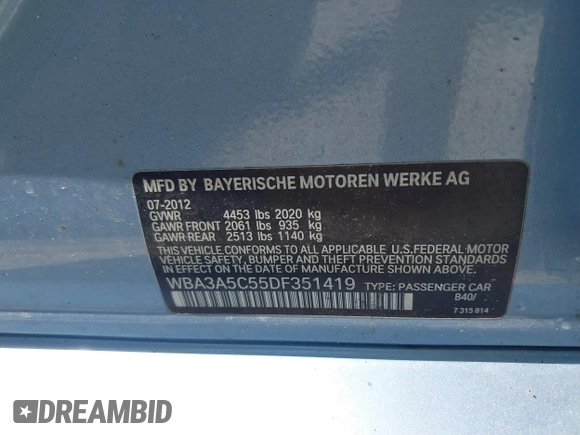 MFD BY BAYERISCHE MOTOREN WERKE AG
07-2012
GVWR 4453 lbs 2020 kg
GAWR FRONT 2061 lbs 935 kg
GAWR REAR 2513 lbs 1140 kg
THIS VEHICLE CONFORMS TO ALL APPLICABLE U.S. FEDERAL MOTOR
VEHICLE SAFETY, BUMPER AND THEFT PREVENTION STANDARDS
IN EFFECT ON THE DATE OF MANUFACTURE SHOWN ABOVE.
WBA3A5C55DF351419 TYPE: PASSENGER CAR
B40/
7 315 814
DREAMBID